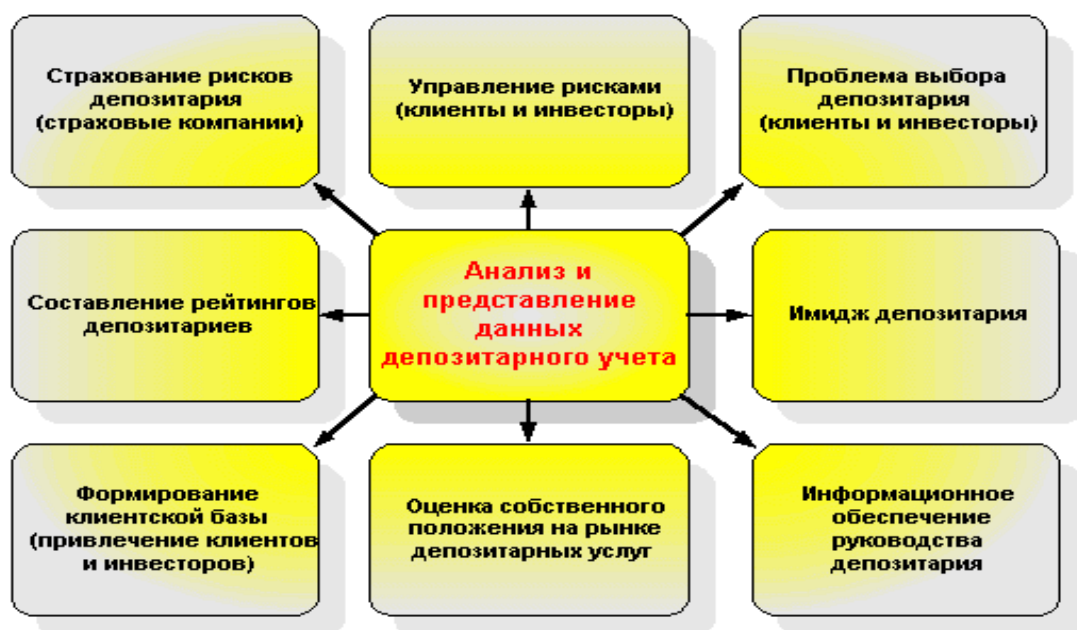 Страхование рисков
депозитария
(страховые компании)
Управление рисками
(клиенты и инвесторы)
Проблема выбора
депозитария
(клиенты и инвесторы)
Составление рейтингов
депозитариев
Анализ и
представление
данных
депозитарного учета
Имидж депозитария
Формирование
клиентской базы
(привлечение клиентов
и инвесторов)
Оценка собственного
положения на рынке
депозитарных услуг
Информационное
обеспечение
руководства
депозитария